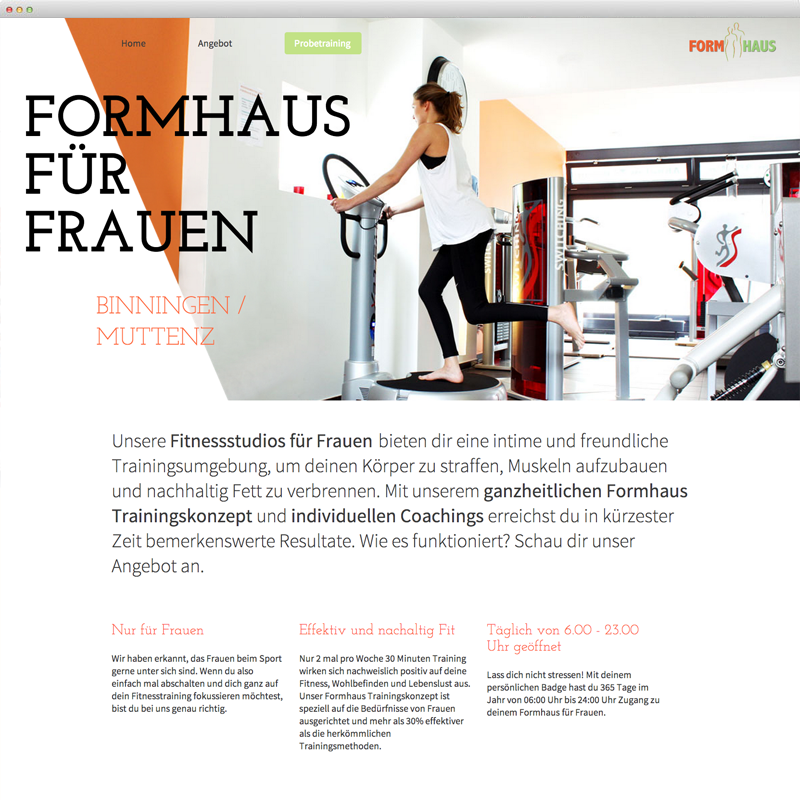 Home Angebot Probetraining
FORM HAUS
FORMHAUS
FÜR
FRAUEN
BINNINGEN /
MUTTENZ
SWITCHING
Unsere Fitnessstudios für Frauen bieten dir eine intime und freundliche
Trainingsumgebung, um deinen Körper zu straffen, Muskeln aufzubauen
und nachhaltig Fett zu verbrennen. Mit unserem ganzheitlichen Formhaus
Trainingskonzept und individuellen Coachings erreichst du in kürzester
Zeit bemerkenswerte Resultate. Wie es funktioniert? Schau dir unser
Angebot an.
Nur für Frauen
Wir haben erkannt, das Frauen beim Sport
gerne unter sich sind. Wenn du also
einfach mal abschalten und dich ganz auf
dein Fitnesstraining fokussieren möchtest,
bist du bei uns genau richtig.
Effektiv und nachaltig Fit
Nur 2 mal pro Woche 30 Minuten Training
wirken sich nachweislich positiv auf deine
Fitness, Wohlbefinden und Lebenslust aus.
Unser Formhaus Trainingskonzept ist
speziell auf die Bedürfnisse von Frauen
ausgerichtet und mehr als 30% effektiver
als die herkömmlichen
Trainingsmethoden.
Täglich von 6.00 - 23.00
Uhr geöffnet
Lass dich nicht stressen! Mit deinem
persönlichen Badge hast du 365 Tage im
Jahr von 06:00 Uhr bis 24:00 Uhr Zugang zu
deinem Formhaus für Frauen.